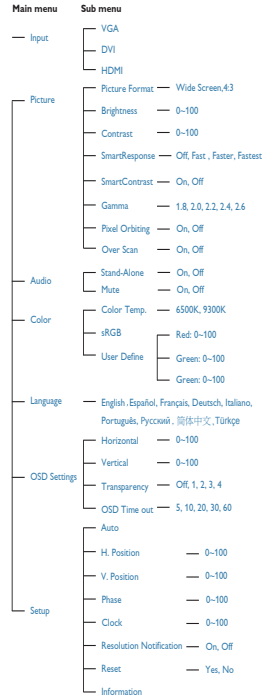 Main menu Sub menu
Input
VGA
DVI
HDMI
Picture
Picture Format Wide Screen,4:3
Brightness 0~100
Contrast 0~100
SmartResponse Off, Fast , Faster, Fastest
SmartContrast On, Off
Gamma 1.8, 2.0, 2.2, 2.4, 2.6
Pixel Orbiting On, Off
Over Scan On, Off
Audio
Stand-Alone On, Off
Mute On, Off
Color
Color Temp. 6500K, 9300K
sRGB
User Define
Red: 0~100
Green: 0~100
Green: 0~100
Language
English ,Español, Français, Deutsch, Italiano,
Português, Русский , 简体中文 ,Türkçe
OSD Settings
Horizontal 0~100
Vertical 0~100
Transparency Off, 1, 2, 3, 4
OSD Time out 5, 10, 20, 30, 60
Setup
Auto
H. Position 0~100
V. Position 0~100
Phase 0~100
Clock 0~100
Resolution Notification On, Off
Reset Yes, No
Information